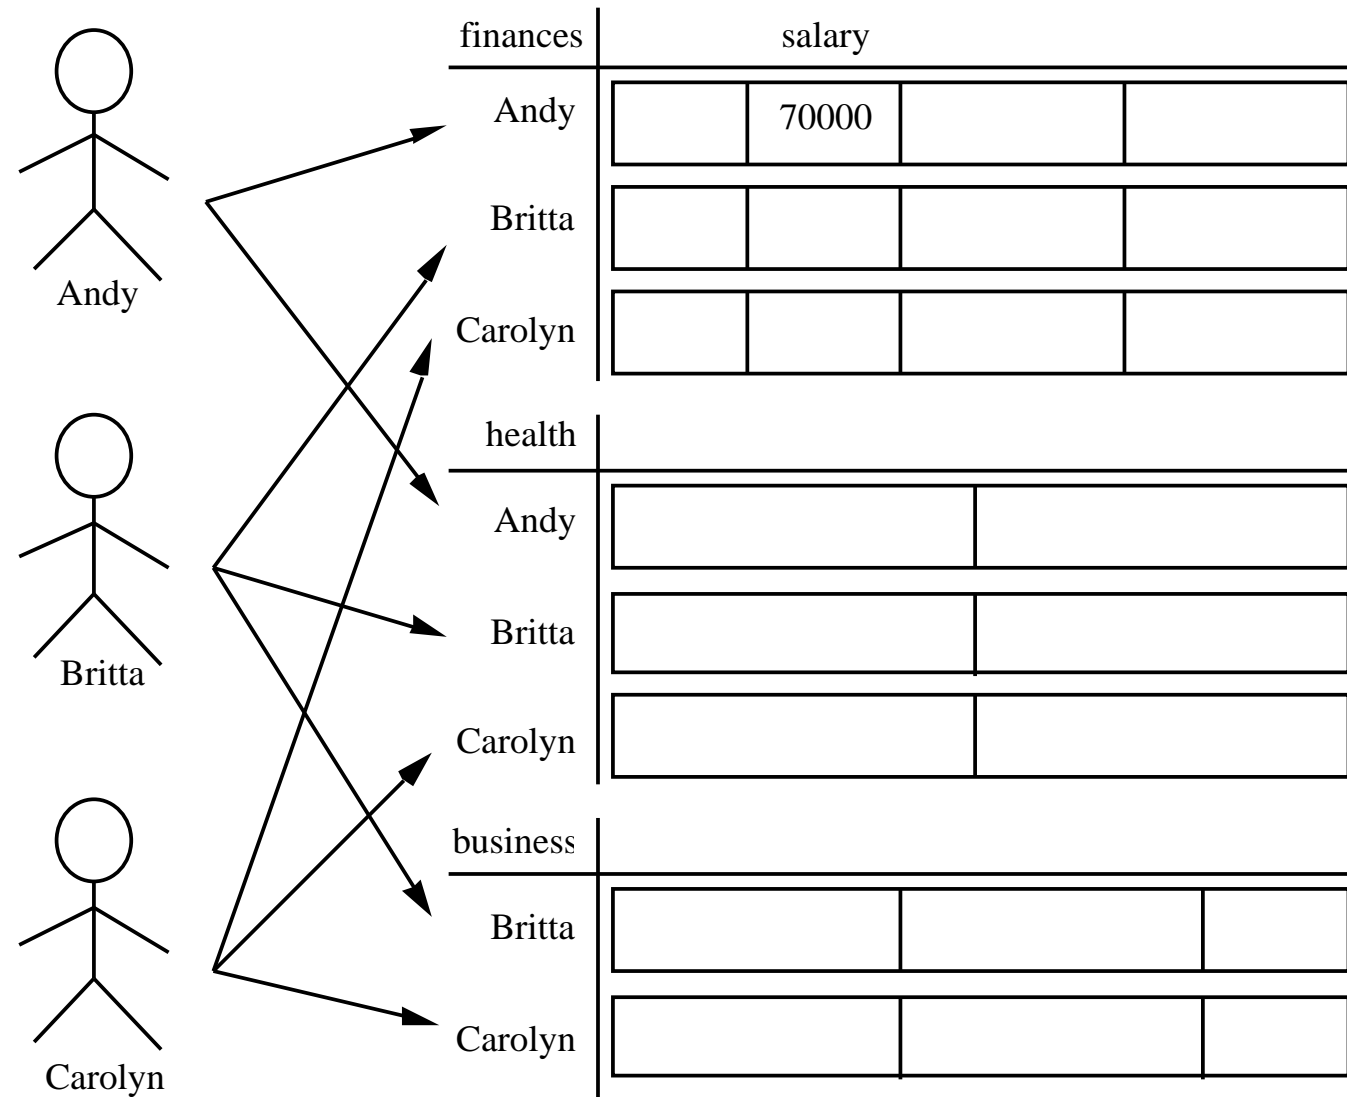 finances salary
Andy 70000
Britta
Carolyn
Andy
health
Andy
Britta
Carolyn
Britta
business
Britta
Carolyn
Carolyn